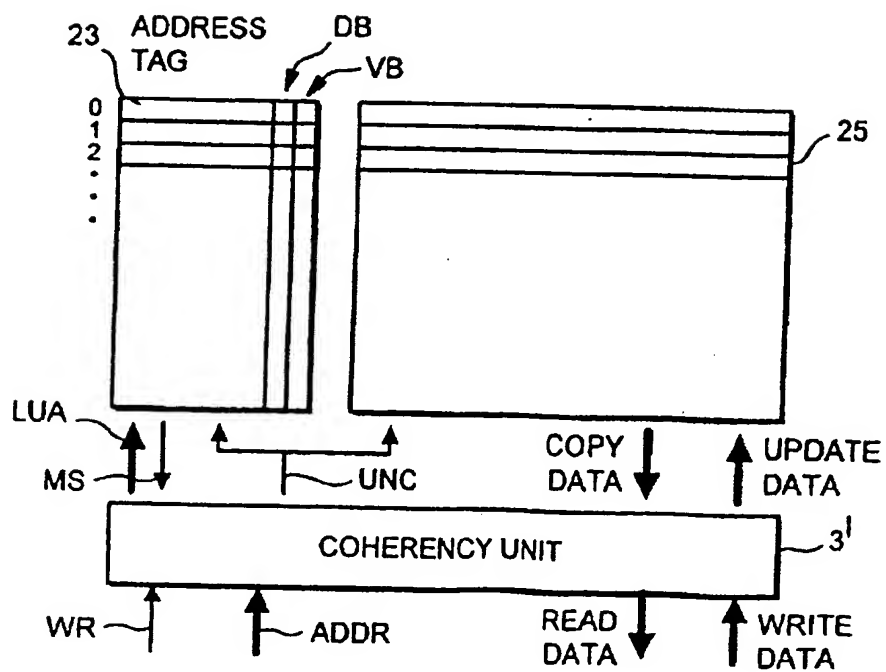 23
ADDRESS
TAG
DB
VB
0
1
2
25
LUA
MS
UNC
COPY
DATA
UPDATE
DATA
COHERENCY UNIT
3'
WR
ADDR
READ
DATA
WRITE
DATA